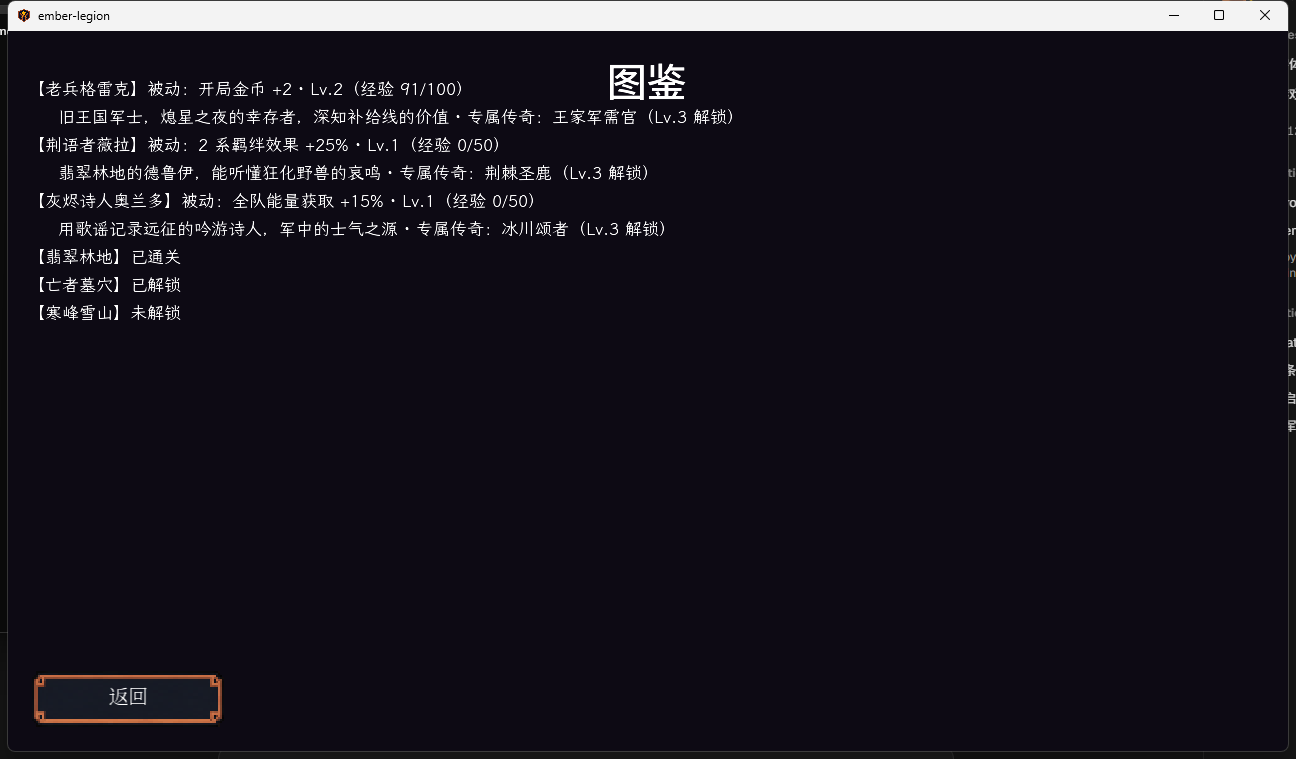 ember-legion
图鉴
【老兵格雷克】被动：开局金币 +2·Lv.2（经验 91/100）
旧王国军士，熄星之夜的幸存者，深知补给线的价值·专属传奇：王家军需官（Lv.3 解锁）
【荆语者薇拉】被动：2 系羁绊效果 +25%·Lv.1（经验 0/50）
翡翠林地的德鲁伊，能听懂狂化野兽的哀鸣·专属传奇：荆棘圣鹿（Lv.3 解锁）
【灰烬诗人奥兰多】被动：全队能量获取 +15%·Lv.1（经验 0/50）
用歌谣记录远征的吟游诗人，军中的士气之源·专属传奇：冰川颂者（Lv.3 解锁）
【翡翠林地】已通关
【亡者墓穴】已解锁
【寒峰雪山】未解锁
返回